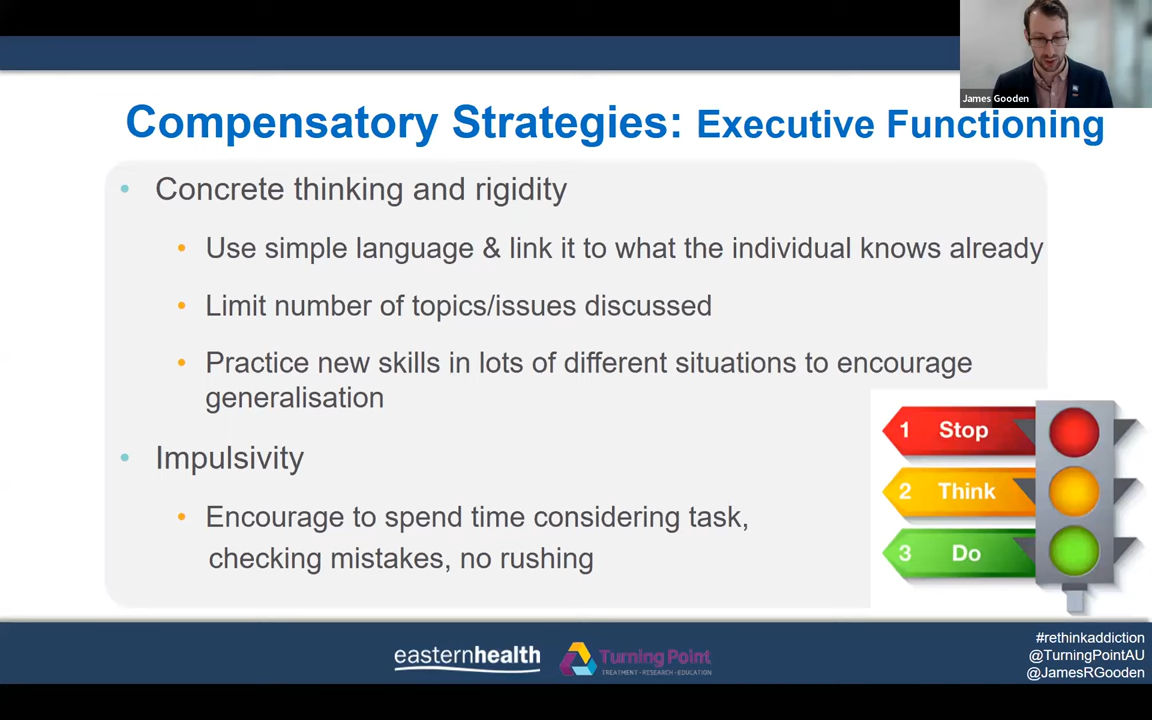 James Gooden
Compensatory Strategies: Executive Functioning
• Concrete thinking and rigidity
• Use simple language & link it to what the individual knows already
• Limit number of topics/issues discussed
• Practice new skills in lots of different situations to encourage
generalisation
• Impulsivity
• Encourage to spend time considering task,
checking mistakes, no rushing
1 Stop
2 Think
3 Do
easternhealth
Turning Point
TREATMENT • RESEARCH • EDUCATION
#rethinkaddiction
@TurningPointAU
@JamesRGooden